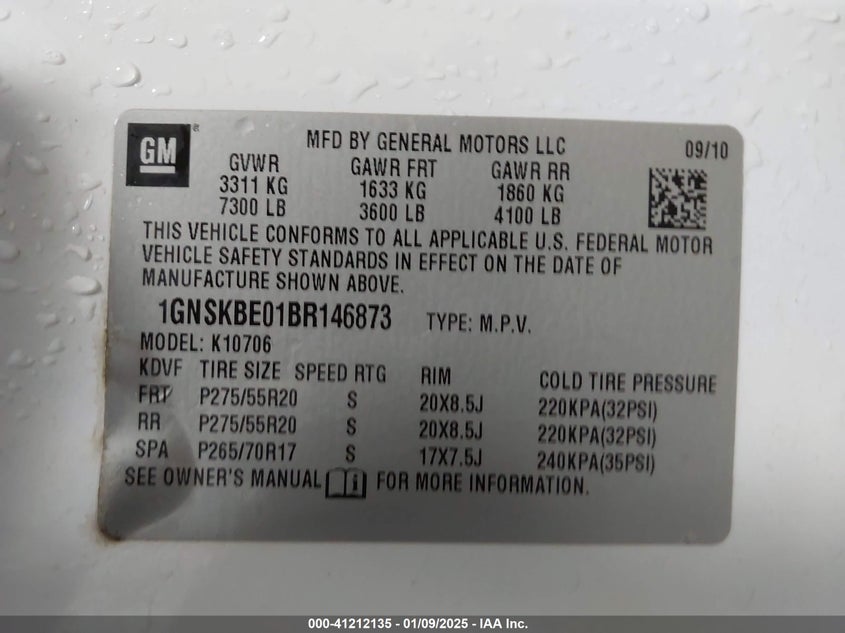 GM
MFD BY GENERAL MOTORS LLC 09/10
GVWR GAWR FRT GAWR RR
3311 KG 1633 KG 1860 KG
7300 LB 3600 LB 4100 LB
THIS VEHICLE CONFORMS TO ALL APPLICABLE U.S. FEDERAL MOTOR
VEHICLE SAFETY STANDARDS IN EFFECT ON THE DATE OF
MANUFACTURE SHOWN ABOVE.
1GNSKBE01BR146873 TYPE: M.P.V.
MODEL: K10706
KDVF TIRE SIZE SPEED RTG RIM COLD TIRE PRESSURE
FRT P275/55R20 S 20X8.5J 220KPA(32PSI)
RR P275/55R20 S 20X8.5J 220KPA(32PSI)
SPA P265/70R17 S 17X7.5J 240KPA(35PSI)
SEE OWNER'S MANUAL FOR MORE INFORMATION.
000-41212135 - 01/09/2025 - IAA Inc.